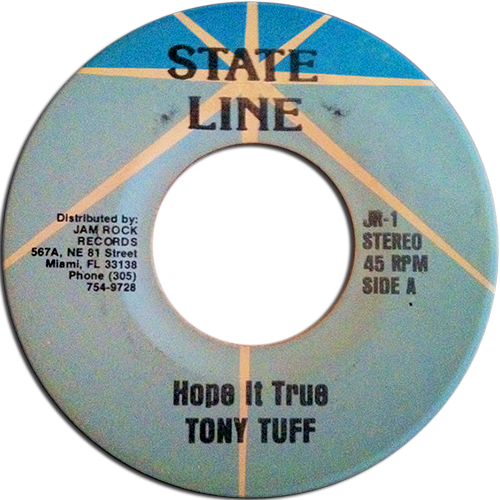 STATE
LINE
Distributed by:
JAM ROCK
RECORDS
567A, NE 81 Street
Miami, FL 33138
Phone (305)
754-9728
JR-1
STEREO
45 RPM
SIDE A
Hope It True
TONY TUFF